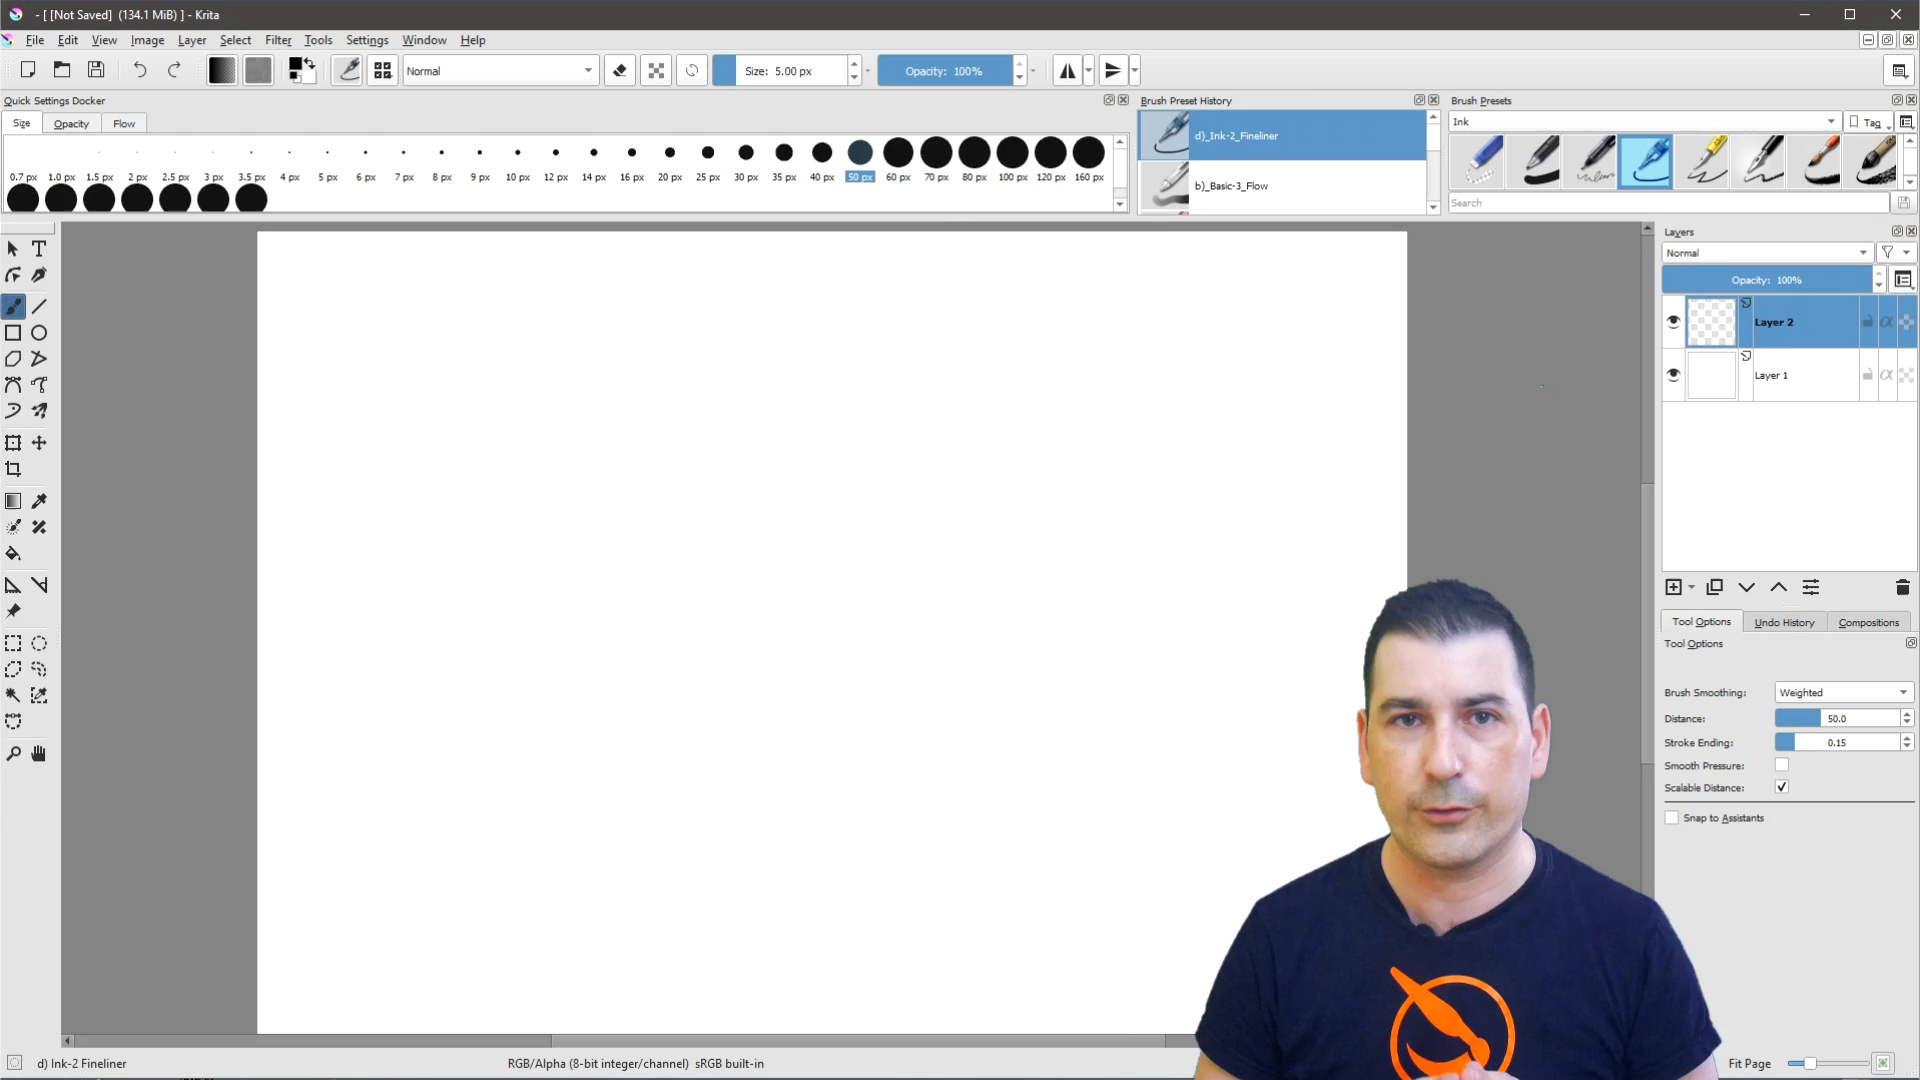 - [ [Not Saved]  (134.1 MiB) ] - Krita
File Edit View Image Layer Select Filter Tools Settings Window Help
Normal
Size: 5.00 px
Opacity: 100%
Quick Settings Docker
Size Opacity Flow
0.7 px 1.0 px 1.5 px 2 px 2.5 px 3 px 3.5 px 4 px 5 px 6 px 7 px 8 px 9 px 10 px 12 px 14 px 16 px 20 px 25 px 30 px 35 px 40 px 50 px 60 px 70 px 80 px 100 px 120 px 160 px
Brush Preset History
d)_Ink-2_Fineliner
b)_Basic-3_Flow
Brush Presets
Ink
Tag
Search
Layers
Normal
Opacity: 100%
Layer 2
Layer 1
Tool Options Undo History Compositions
Tool Options
Brush Smoothing: Weighted
Distance: 50.0
Stroke Ending: 0.15
Smooth Pressure:
Scalable Distance:
Snap to Assistants
d) Ink-2 Fineliner
RGB/Alpha (8-bit integer/channel)  sRGB built-in
Fit Page